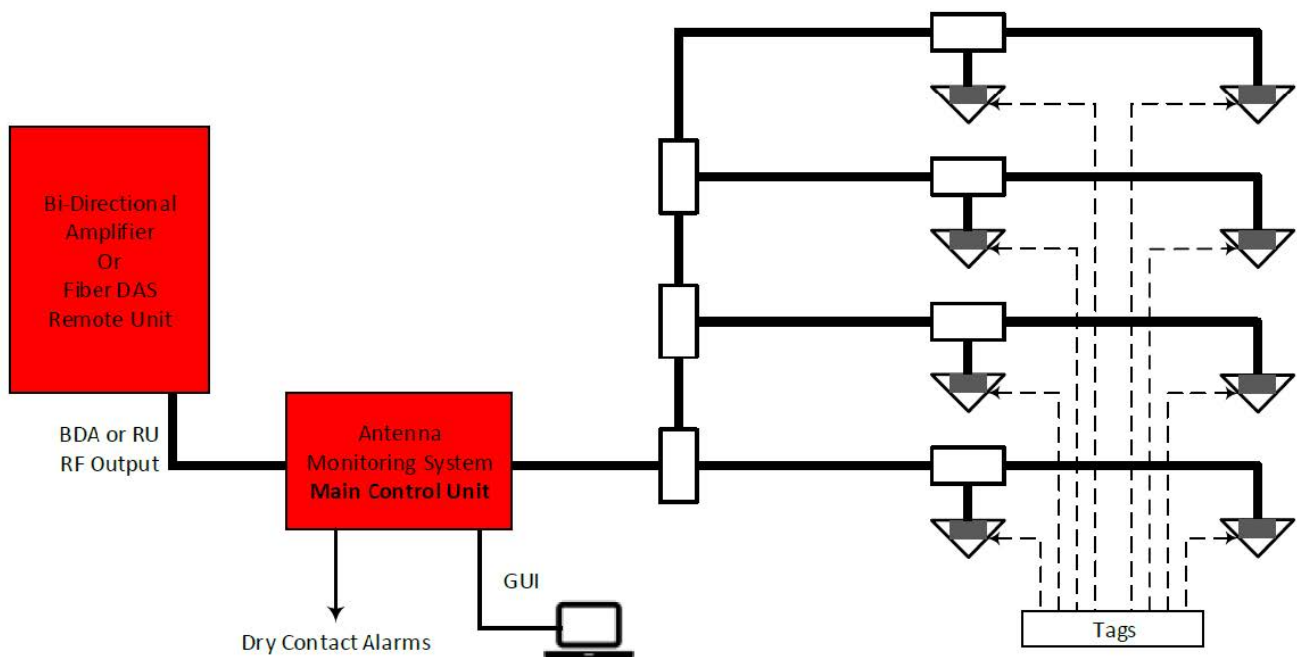 Bi-Directional
Amplifier
Or
Fiber DAS
Remote Unit
BDA or RU
RF Output
Antenna
Monitoring System
Main Control Unit
GUI
Dry Contact Alarms
Tags